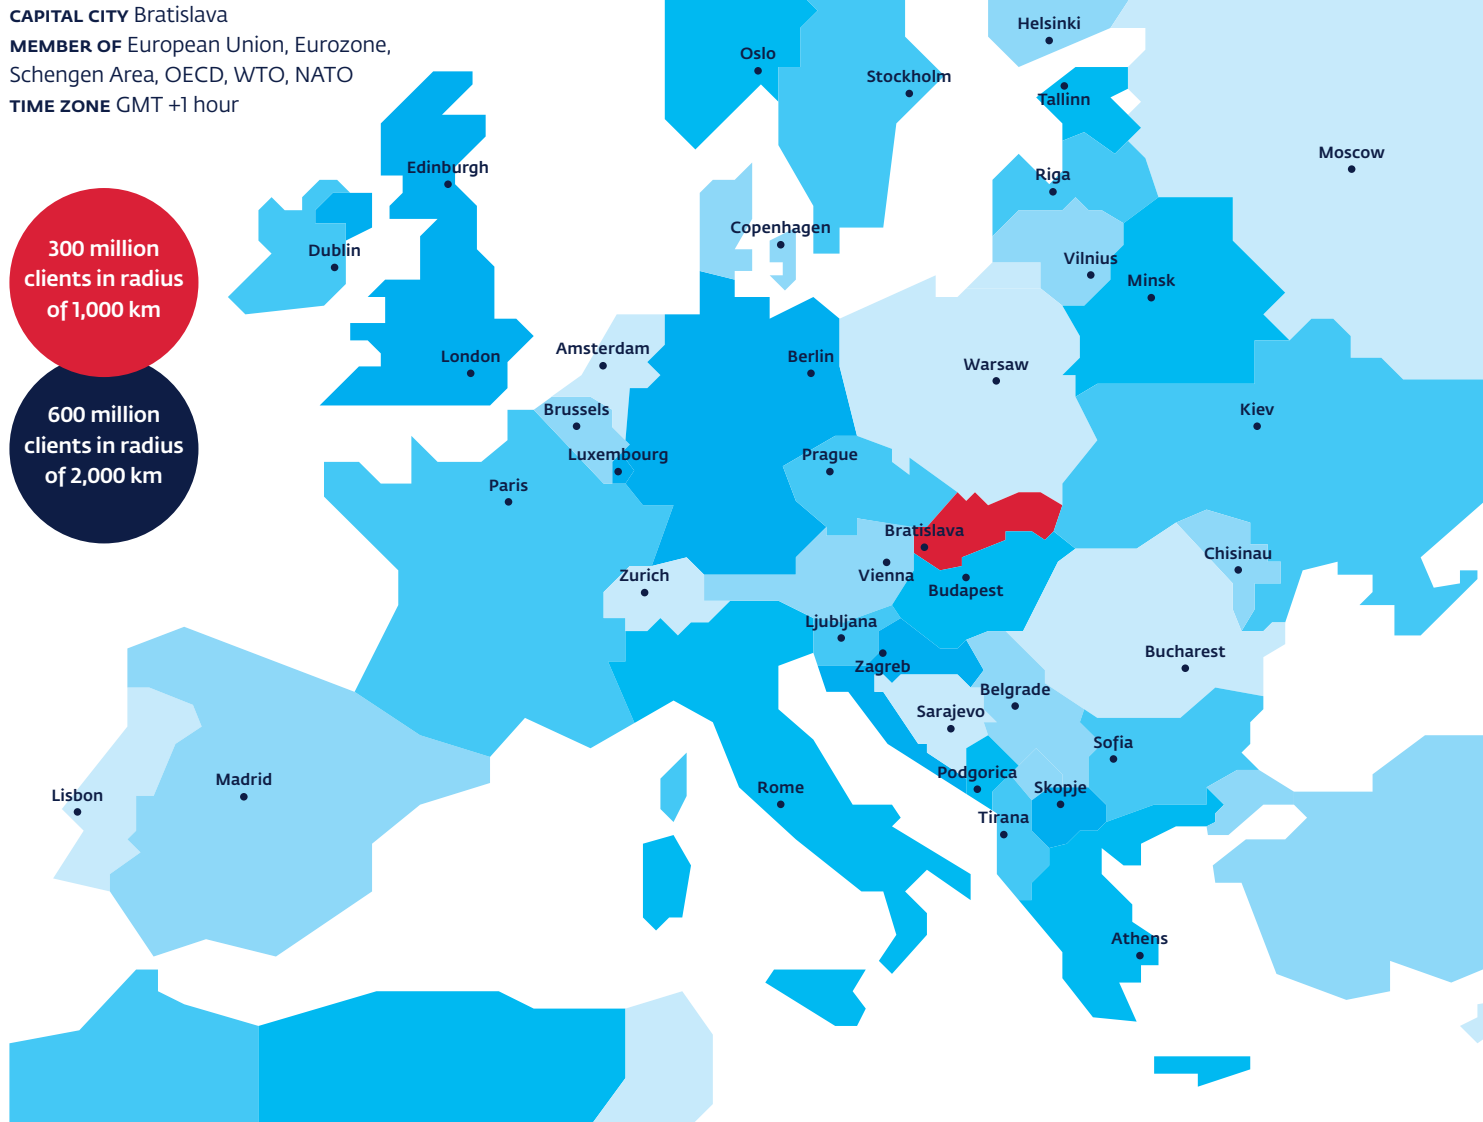 CAPITAL CITY Bratislava
MEMBER OF European Union, Eurozone,
Schengen Area, OECD, WTO, NATO
TIME ZONE GMT +1 hour
300 million
clients in radius
of 1,000 km
600 million
clients in radius
of 2,000 km
Helsinki
Oslo
Stockholm
Tallinn
Moscow
Edinburgh
Riga
Copenhagen
Dublin
Vilnius
Minsk
Amsterdam
London
Berlin
Warsaw
Brussels
Kiev
Luxembourg
Prague
Paris
Bratislava
Chisinau
Zurich
Vienna
Budapest
Ljubljana
Bucharest
Zagreb
Belgrade
Sarajevo
Sofia
Podgorica
Madrid
Rome
Skopje
Lisbon
Tirana
Athens